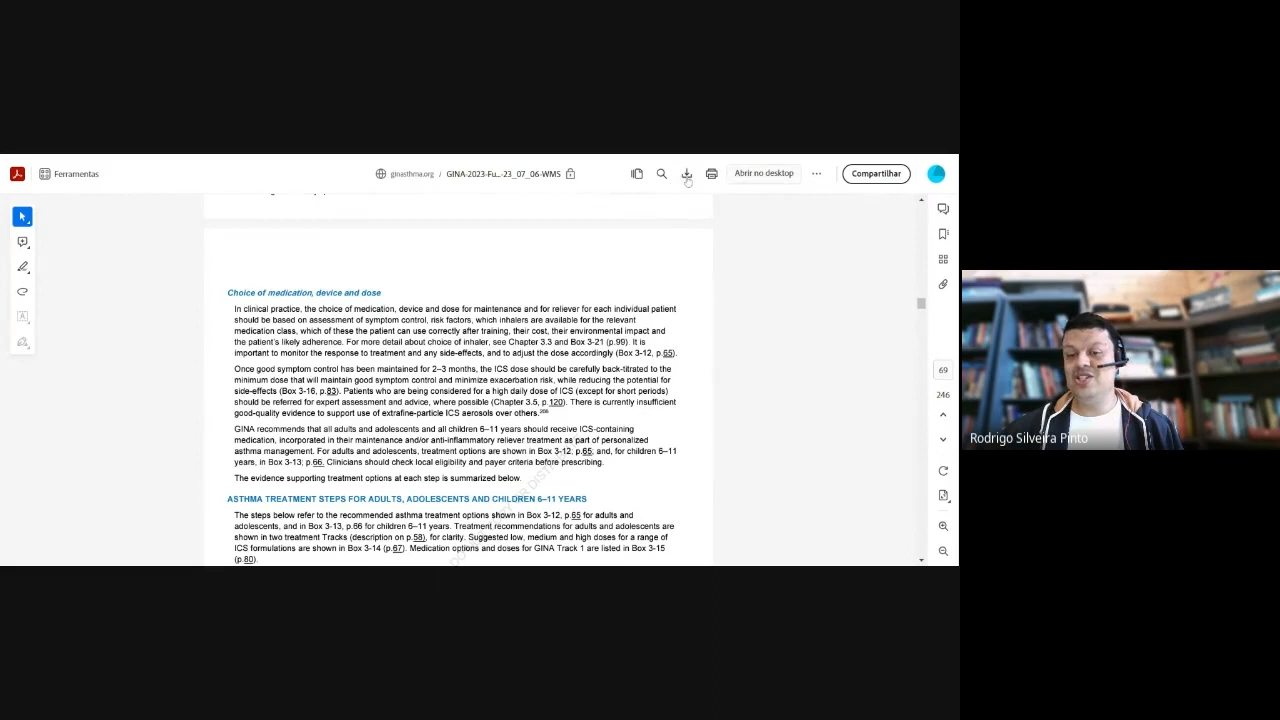 Ferramentas
ginasthma.org / GINA-2023-Fu...-23_07_06-WMS
Abrir no desktop
Compartilhar
Choice of medication, device and dose
In clinical practice, the choice of medication, device and dose for maintenance and for reliever for each individual patient
should be based on assessment of symptom control, risk factors, which inhalers are available for the relevant
medication class, which of these the patient can use correctly after training, their cost, their environmental impact and
the patient's likely adherence. For more detail about choice of inhaler, see Chapter 3.3 and Box 3-21 (p.99). It is
important to monitor the response to treatment and any side-effects, and to adjust the dose accordingly (Box 3-12, p.65).
Once good symptom control has been maintained for 2–3 months, the ICS dose should be carefully back-titrated to the
minimum dose that will maintain good symptom control and minimize exacerbation risk, while reducing the potential for
side-effects (Box 3-16, p.83). Patients who are being considered for a high daily dose of ICS (except for short periods)
should be referred for expert assessment and advice, where possible (Chapter 3.5, p.120). There is currently insufficient
good-quality evidence to support use of extrafine-particle ICS aerosols over others.
GINA recommends that all adults and adolescents and all children 6–11 years should receive ICS-containing
medication, incorporated in their maintenance and/or anti-inflammatory reliever treatment as part of personalized
asthma management. For adults and adolescents, treatment options are shown in Box 3-12; p.65; and, for children 6–11
years, in Box 3-13; p.66. Clinicians should check local eligibility and payer criteria before prescribing.
The evidence supporting treatment options at each step is summarized below.
ASTHMA TREATMENT STEPS FOR ADULTS, ADOLESCENTS AND CHILDREN 6–11 YEARS
The steps below refer to the recommended asthma treatment options shown in Box 3-12, p.65 for adults and
adolescents, and in Box 3-13, p.66 for children 6–11 years. Treatment recommendations for adults and adolescents are
shown in two treatment Tracks (description on p.58), for clarity. Suggested low, medium and high doses for a range of
ICS formulations are shown in Box 3-14 (p.67). Medication options and doses for GINA Track 1 are listed in Box 3-15
(p.80).
69
246
Rodrigo Silveira Pinto